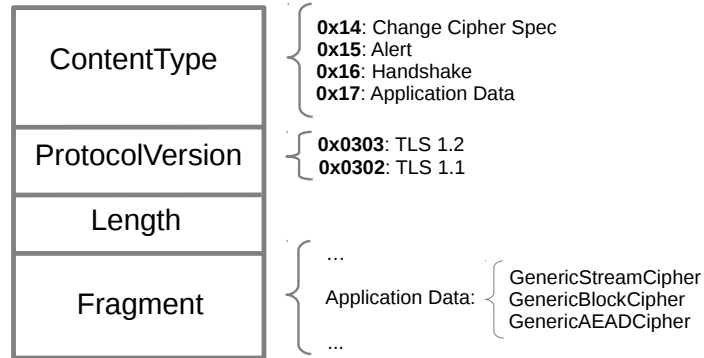 ContentType
0x14: Change Cipher Spec
0x15: Alert
0x16: Handshake
0x17: Application Data
ProtocolVersion
0x0303: TLS 1.2
0x0302: TLS 1.1
Length
Fragment
...
Application Data:
GenericStreamCipher
GenericBlockCipher
GenericAEADCipher
...